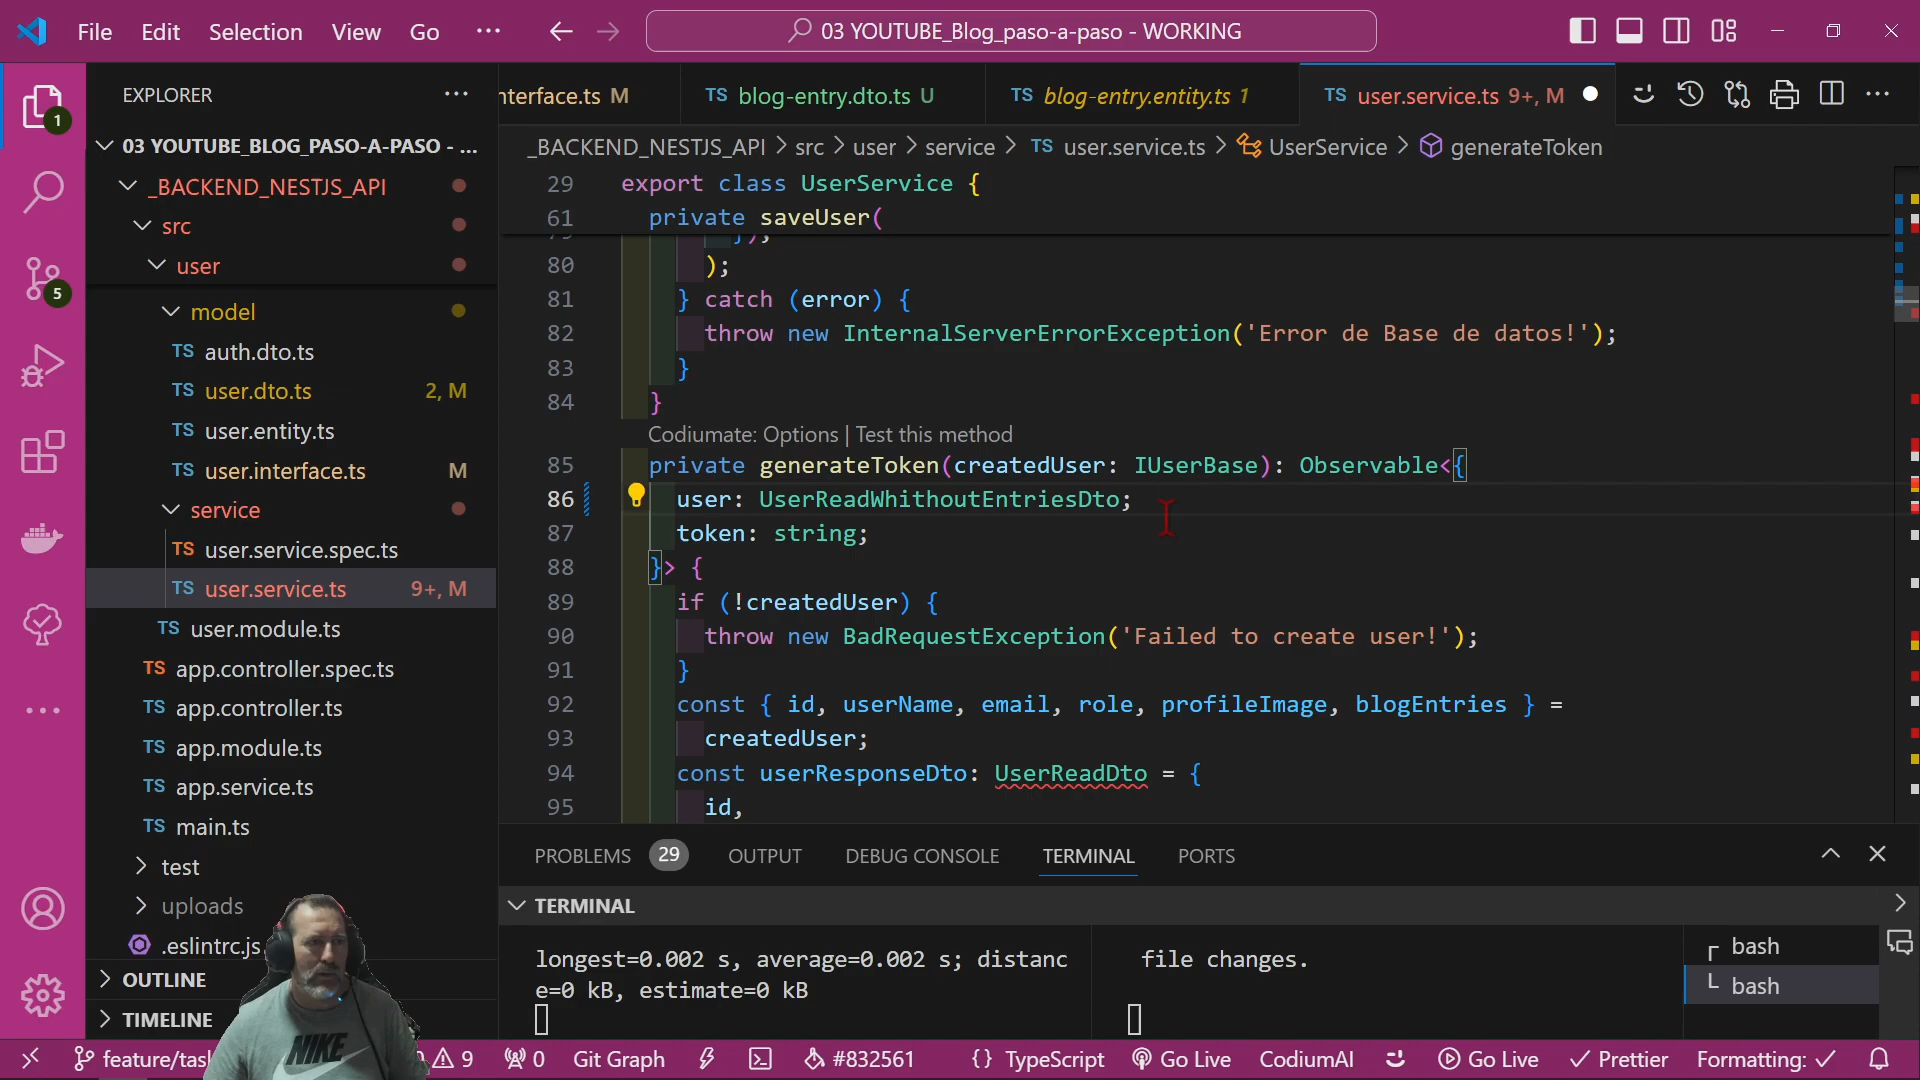 File Edit Selection View Go ··· 03 YOUTUBE_Blog_paso-a-paso - WORKING
EXPLORER
03 YOUTUBE_BLOG_PASO-A-PASO - ...
_BACKEND_NESTJS_API
src
user
model
TS auth.dto.ts
TS user.dto.ts 2, M
TS user.entity.ts
TS user.interface.ts M
service
TS user.service.spec.ts
TS user.service.ts 9+, M
TS user.module.ts
TS app.controller.spec.ts
TS app.controller.ts
TS app.module.ts
TS app.service.ts
TS main.ts
test
uploads
.eslintrc.js
OUTLINE
TIMELINE
1
5
nterface.ts M TS blog-entry.dto.ts U TS blog-entry.entity.ts 1 TS user.service.ts 9+, M
_BACKEND_NESTJS_API > src > user > service > TS user.service.ts > UserService > generateToken
29 export class UserService {
61 private saveUser(
79 });
80 );
81 } catch (error) {
82 throw new InternalServerErrorException('Error de Base de datos!');
83 }
84 }
Codiumate: Options | Test this method
85 private generateToken(createdUser: IUserBase): Observable<{
86 user: UserReadWhithoutEntriesDto;
87 token: string;
88 }> {
89 if (!createdUser) {
90 throw new BadRequestException('Failed to create user!');
91 }
92 const { id, userName, email, role, profileImage, blogEntries } =
93 createdUser;
94 const userResponseDto: UserReadDto = {
95 id,
PROBLEMS 29 OUTPUT DEBUG CONSOLE TERMINAL PORTS
TERMINAL
longest=0.002 s, average=0.002 s; distanc
e=0 kB, estimate=0 kB
file changes.
bash
bash
NIKE
feature/tas 9 0 Git Graph #832561 {} TypeScript Go Live CodiumAI Go Live Prettier Formatting: ✓